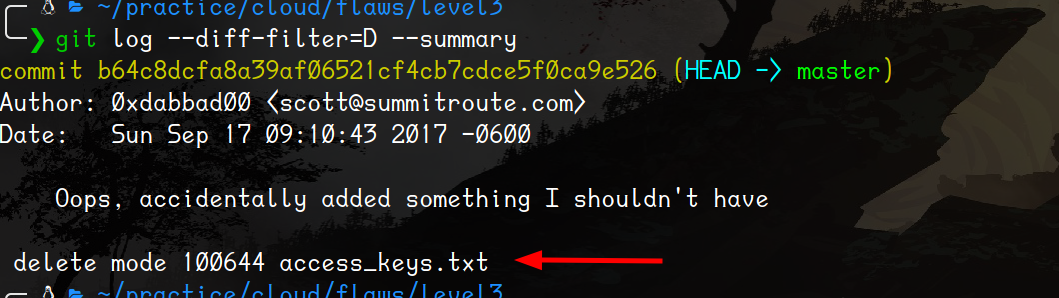 ~/practice/cloud/flaws/level3
❯ git log --diff-filter=D --summary
commit b64c8dcfa8a39af06521cf4cb7cdce5f0ca9e526 (HEAD -> master)
Author: 0xdabbad00 <scott@summitroute.com>
Date:   Sun Sep 17 09:10:43 2017 -0600
Oops, accidentally added something I shouldn't have
delete mode 100644 access_keys.txt
~/practice/cloud/flaws/level3